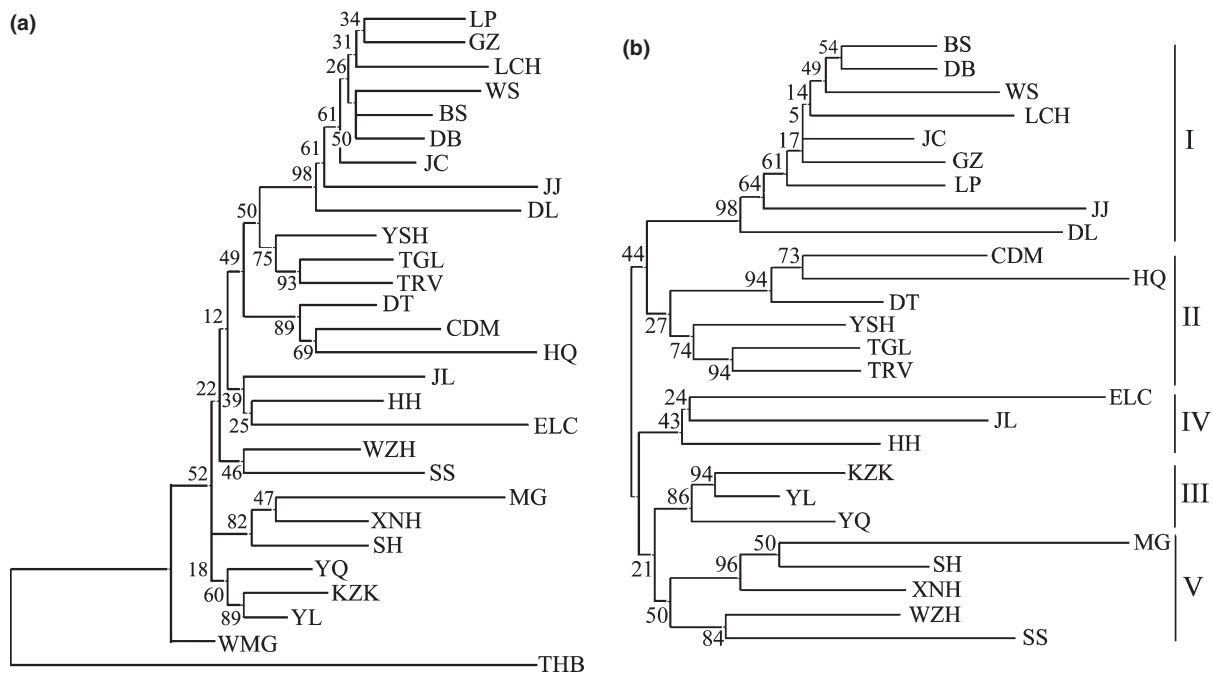 (a)
34
LP
GZ
31
LCH
26
WS
BS
61
50
DB
JC
61
98
JJ
DL
50
YSH
75
TGL
49
93
TRV
DT
12
89
CDM
69
HQ
22
JL
39
HH
25
ELC
WZH
46
SS
52
47
MG
82
XNH
SH
18
YQ
60
KZK
89
YL
WMG
THB
(b)
54
BS
DB
49
WS
14
LCH
5
JC
17
GZ
61
LP
64
JJ
98
DL
I
44
73
CDM
94
HQ
DT
27
YSH
74
TGL
94
TRV
II
24
ELC
43
JL
HH
IV
94
KZK
86
YL
YQ
III
21
50
MG
96
SH
XNH
50
WZH
84
SS
V